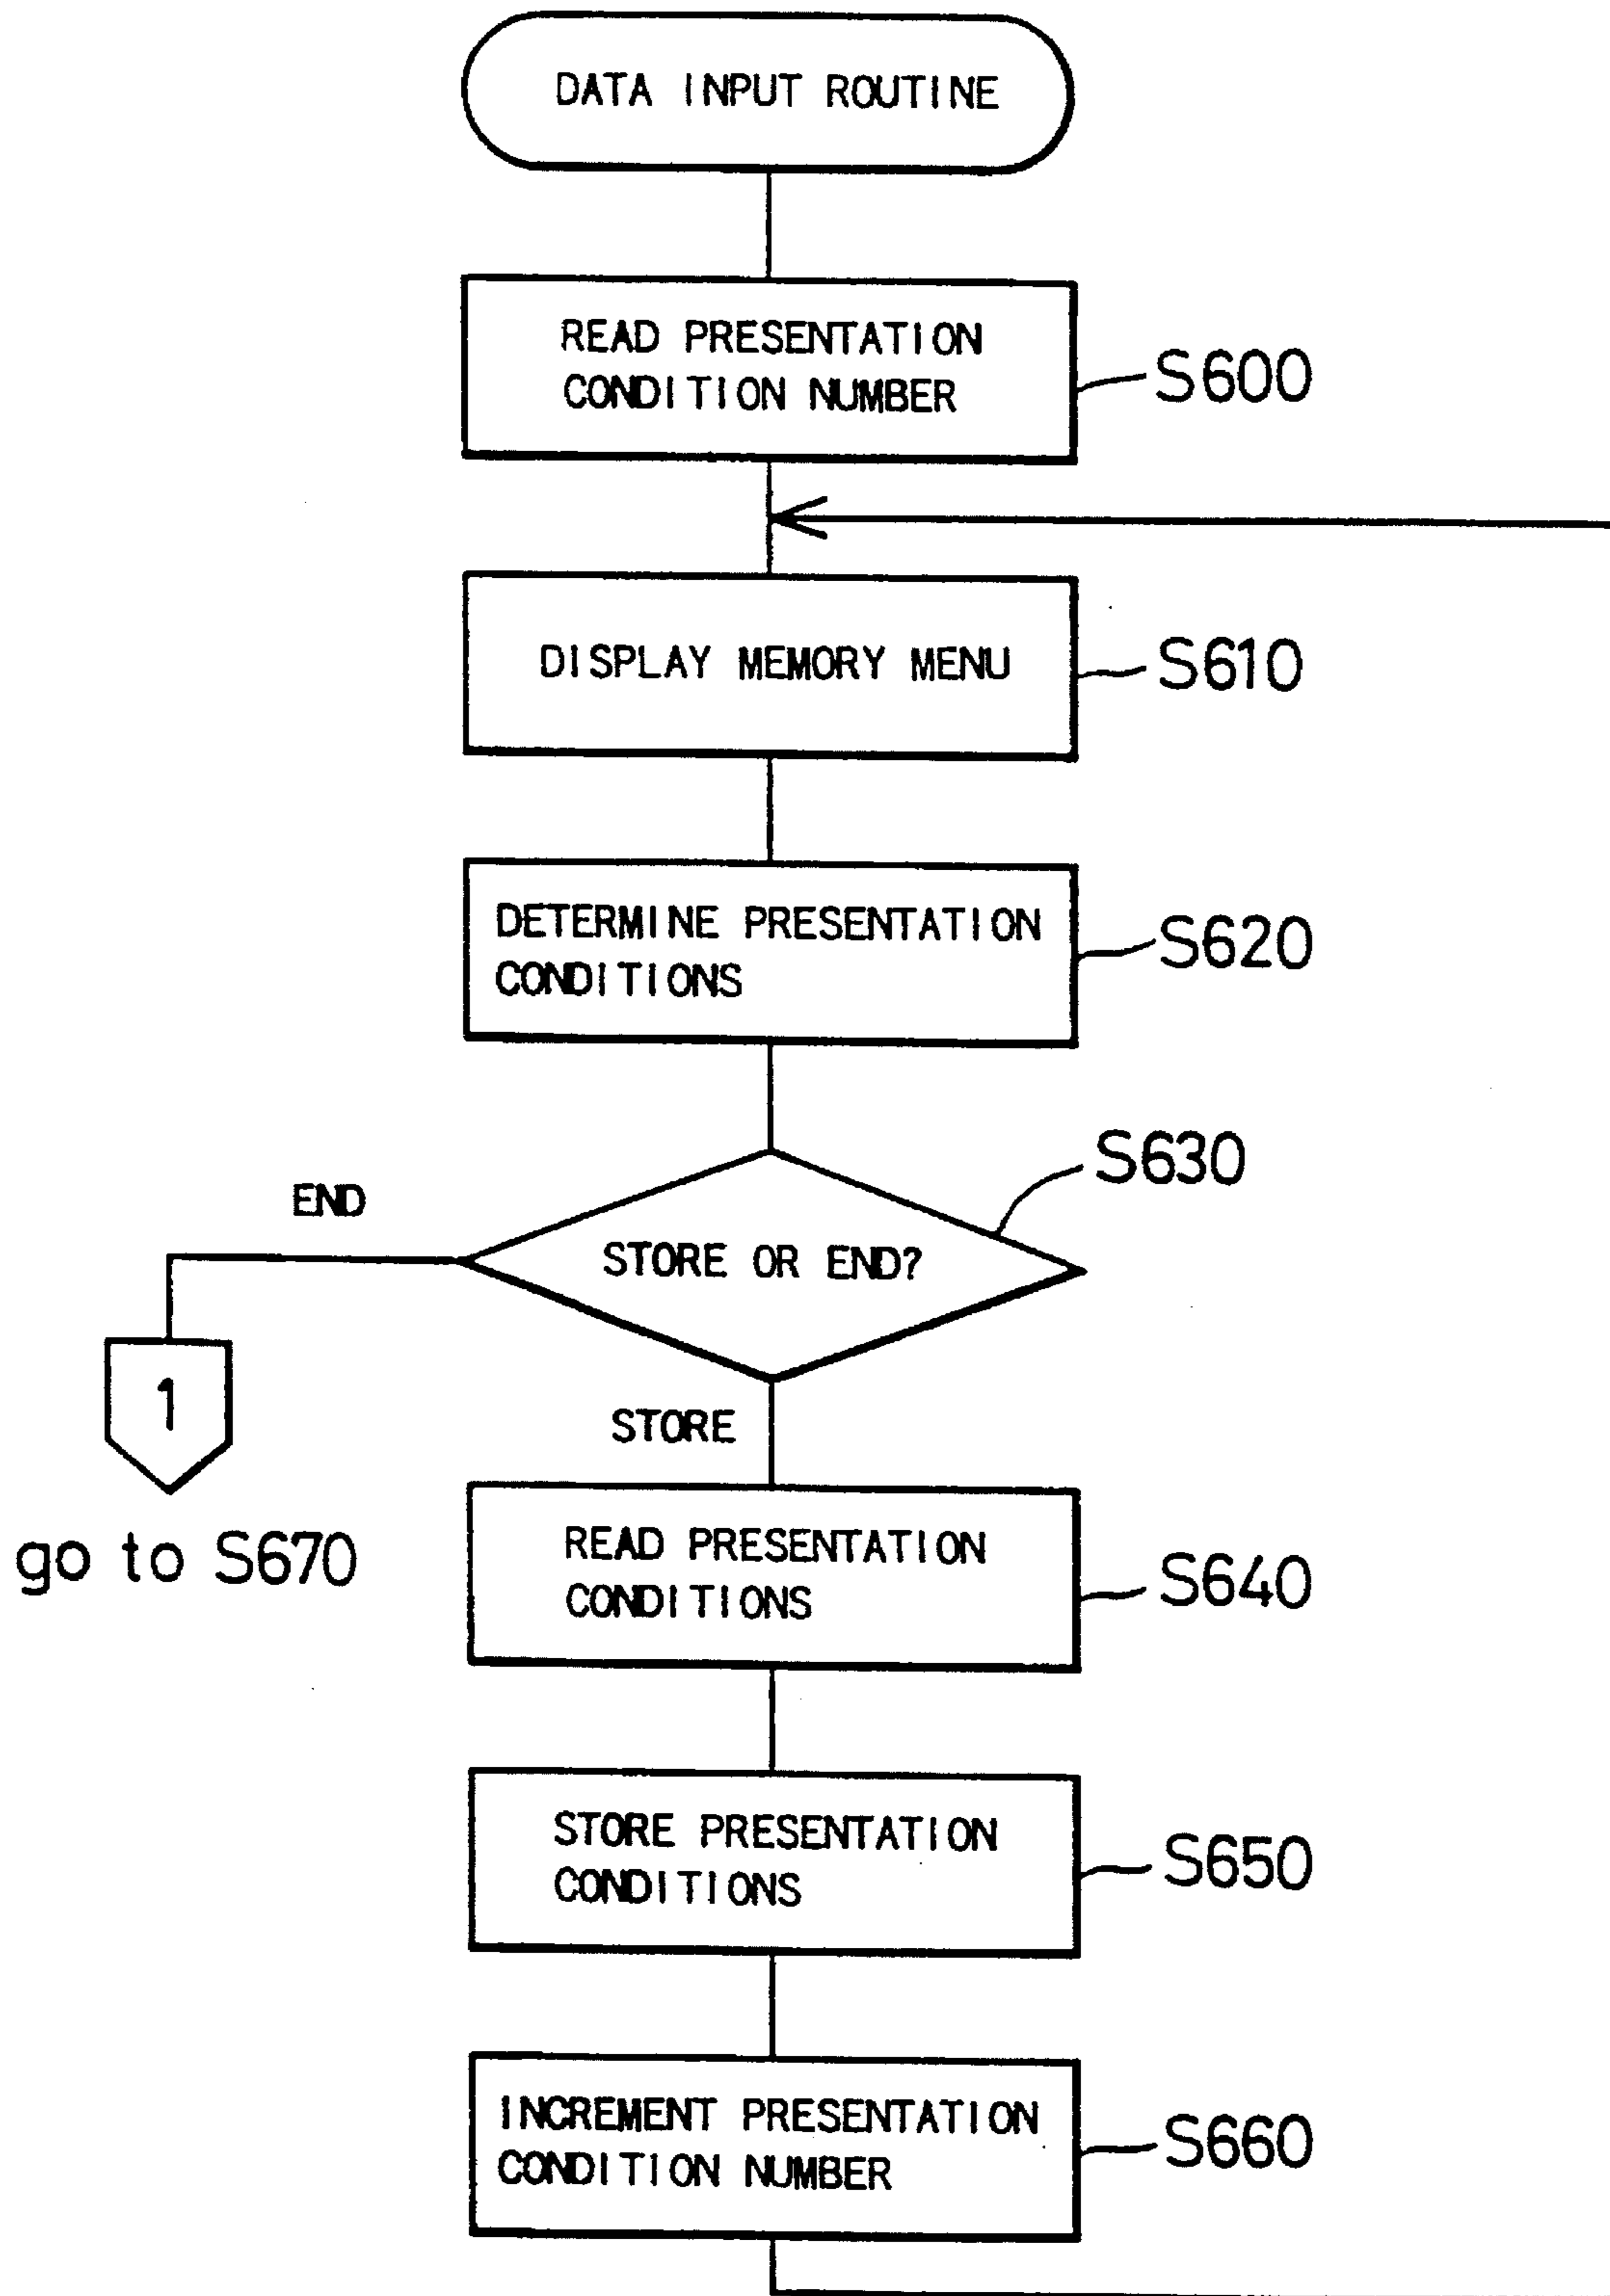 DATA INPUT ROUTINE
READ PRESENTATION
CONDITION NUMBER
S600
DISPLAY MEMORY MENU
S610
DETERMINE PRESENTATION
CONDITIONS
S620
S630
END
STORE OR END?
1
STORE
go to S670
READ PRESENTATION
CONDITIONS
S640
STORE PRESENTATION
CONDITIONS
S650
INCREMENT PRESENTATION
CONDITION NUMBER
S660